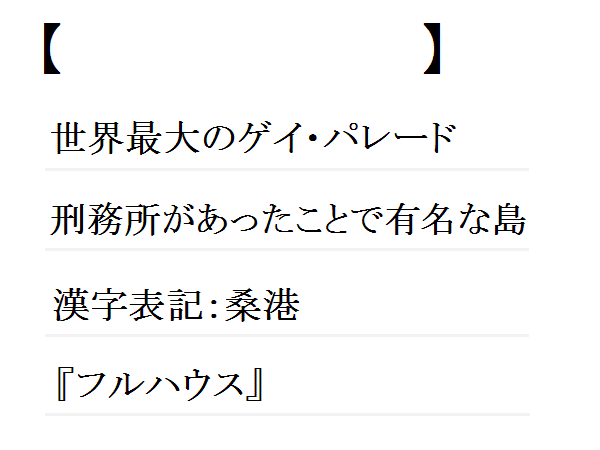 【　　　　　　　　　】
世界最大のゲイ・パレード
刑務所があったことで有名な島
漢字表記：桑港
『フルハウス』